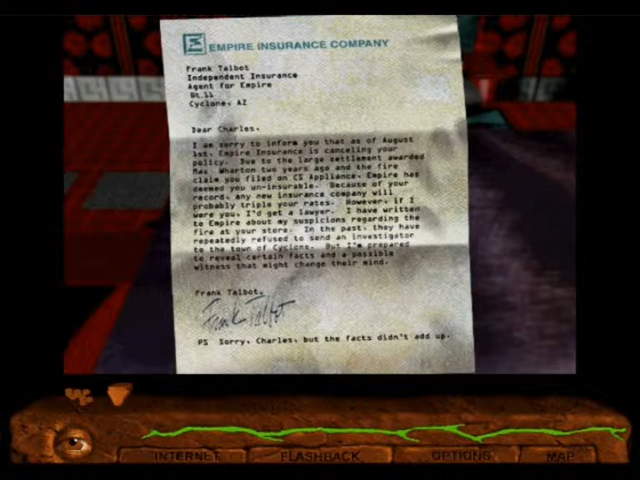 EMPIRE INSURANCE COMPANY
Frank Talbot
Independent Insurance
Agent for Empire
Cyclone, AZ
Dear Charles,
I am sorry to inform you that as of August
1st, Empire Insurance is canceling your
policy. Due to the large settlement awarded
Max Wharton two years ago and the fire
claim you filed on CS Appliance, Empire has
deemed you un-insurable. Because of your
record, any new insurance company will
probably triple your rates. However, if I
were you, I'd get a lawyer. I have written
to Empire about my suspicions regarding the
fire at your store. In the past, they have
repeatedly refused to send an investigator
to the town of Cyclone. But I'm prepared
to reveal certain facts and a possible
witness that might change their mind.
Frank Talbot,
Frank Talbot
PS Sorry, Charles, but the facts didn't add up.
INTERNET FLASHBACK OPTIONS MAP